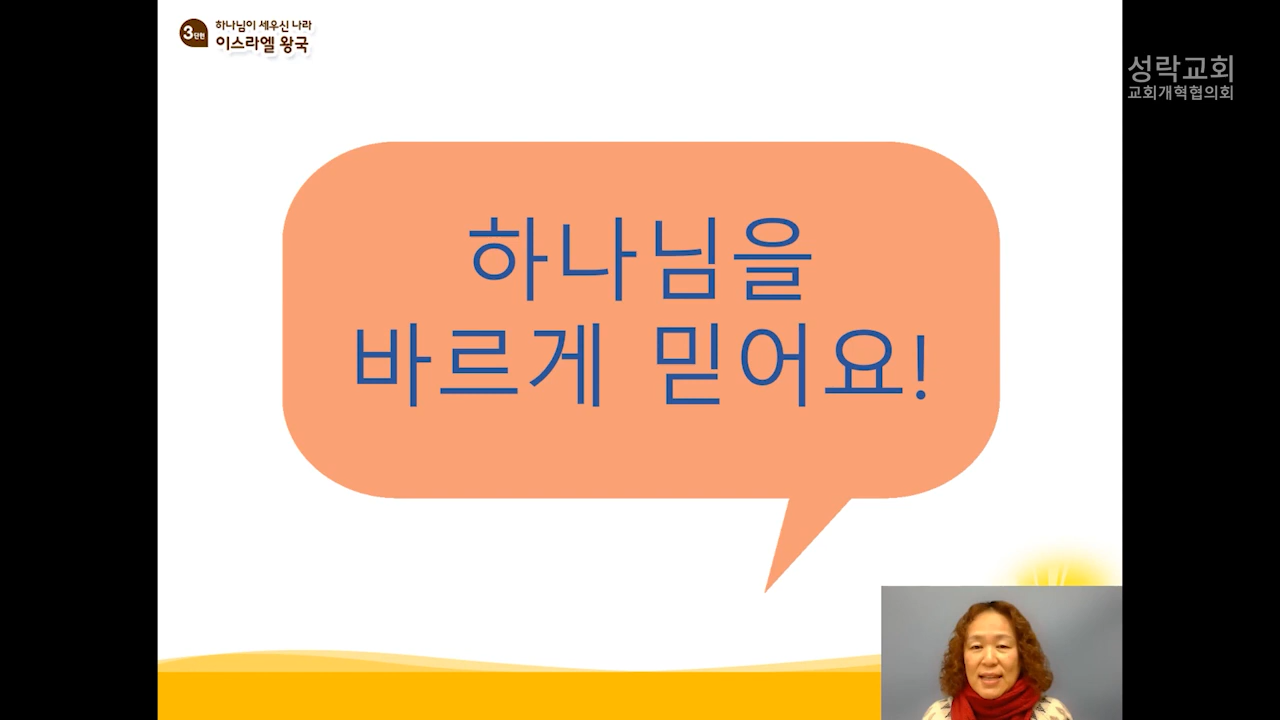 3단원
하나님이 세우신 나라
이스라엘 왕국
성락교회
교회개혁협의회
하나님을
바르게 믿어요!